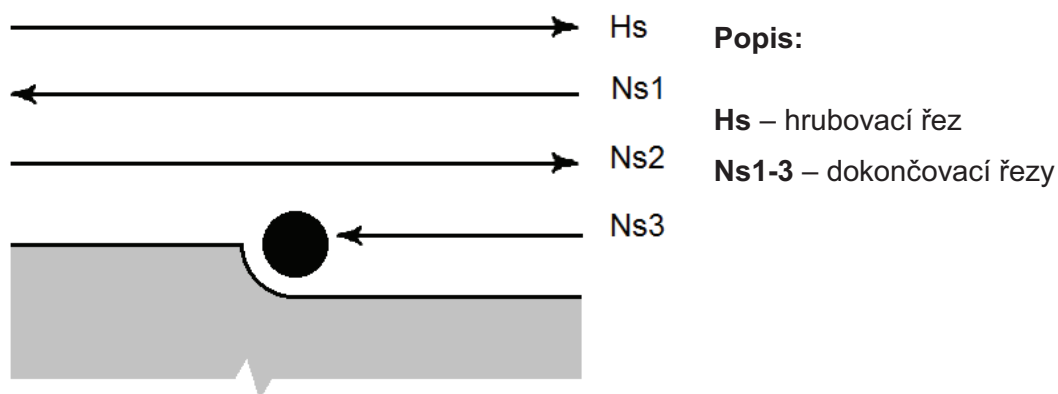 Hs
Ns1
Ns2
Ns3
Popis:
Hs – hrubovací řez
Ns1-3 – dokončovací řezy